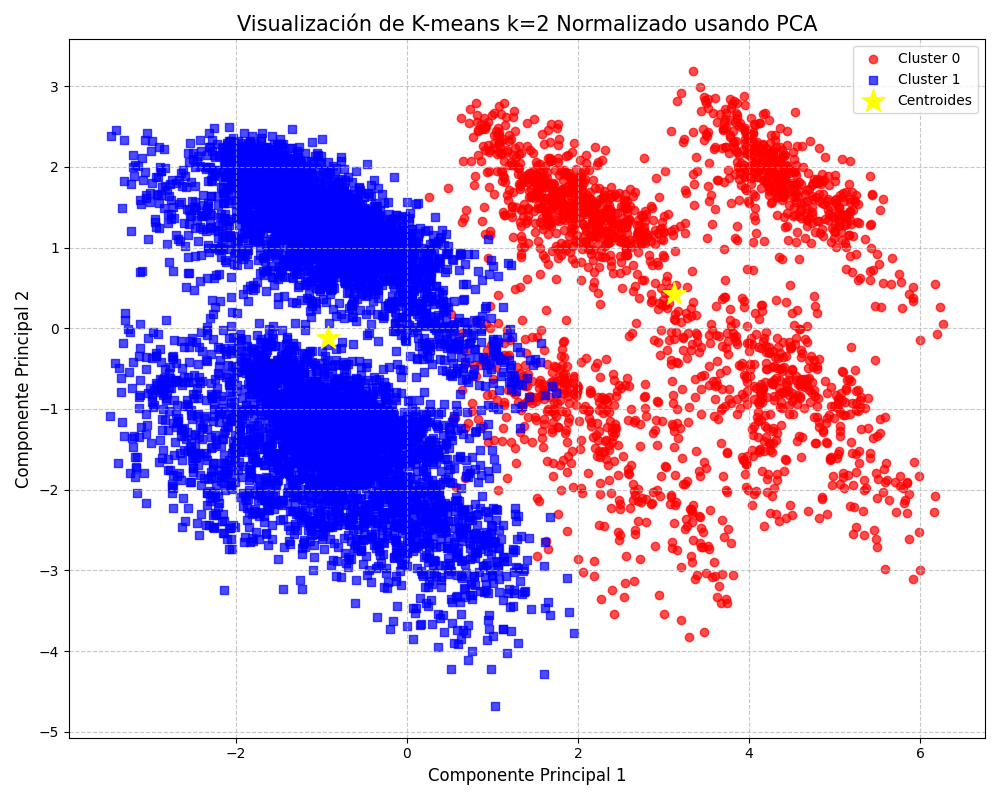 Visualización de K-means k=2 Normalizado usando PCA
Cluster 0
Cluster 1
Centroides
3
2
1
0
−1
−2
−3
−4
−5
Componente Principal 2
−2
0
2
4
6
Componente Principal 1